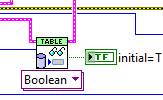 TABLE
TF initial=T
Boolean